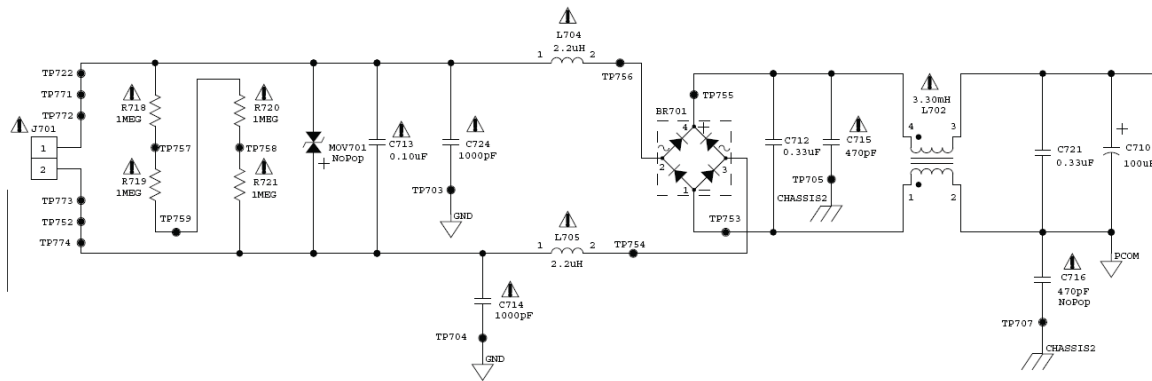 L704
2.2uH
1
2
TP756
TP722
TP771
TP772
J701
1
2
TP773
TP752
TP774
R718
1MEG
TP757
R719
1MEG
TP759
R720
1MEG
TP758
R721
1MEG
MOV701
NoPop
+
C713
0.10uF
C724
1000pF
TP703
GND
L705
1
2
2.2uH
TP754
C714
1000pF
TP704
GND
BR701
TP755
4
+
2
3
1
TP753
C712
0.33uF
C715
470pF
TP705
CHASSIS2
3.30mH
L702
4
3
1
2
C721
0.33uF
+
C710
100uF
PCOM
C716
470pF
NoPop
TP707
CHASSIS2